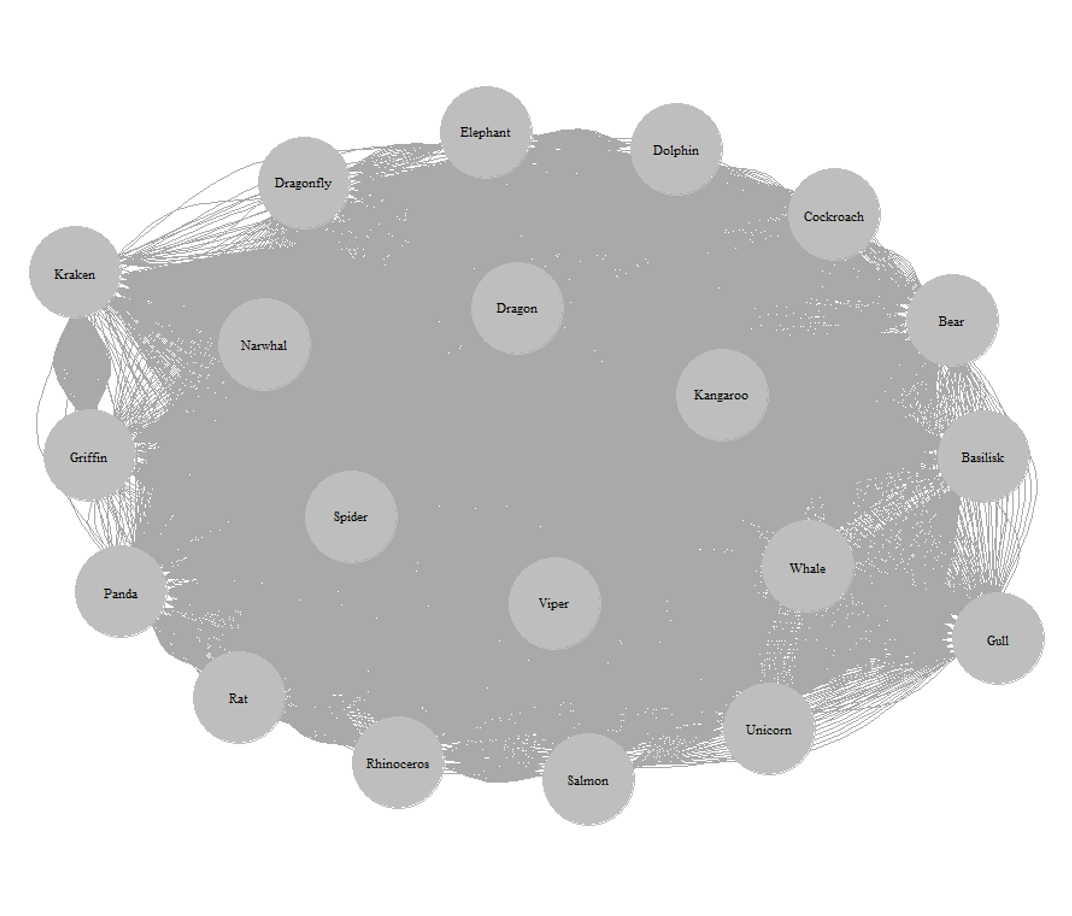 Elephant
Dolphin
Dragonfly
Cockroach
Kraken
Dragon
Bear
Narwhal
Kangaroo
Griffin
Basilisk
Spider
Whale
Panda
Viper
Gull
Rat
Unicorn
Rhinoceros
Salmon